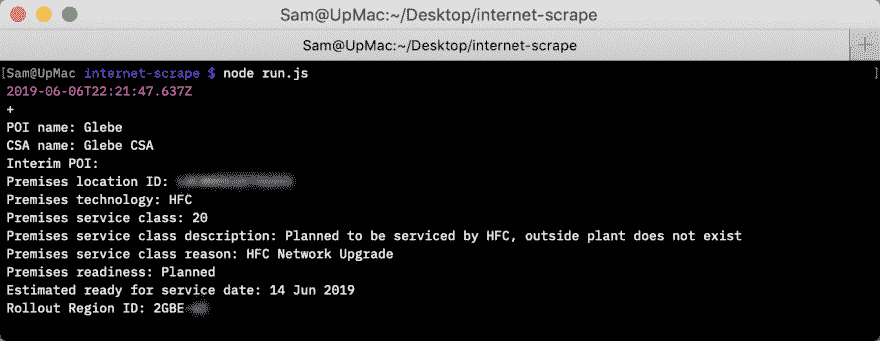 Sam@UpMac:~/Desktop/internet-scrape
Sam@UpMac:~/Desktop/internet-scrape +
[Sam@UpMac internet-scrape $ node run.js ]
2019-06-06T22:21:47.637Z
+
POI name: Glebe
CSA name: Glebe CSA
Interim POI:
Premises location ID:
Premises technology: HFC
Premises service class: 20
Premises service class description: Planned to be serviced by HFC, outside plant does not exist
Premises service class reason: HFC Network Upgrade
Premises readiness: Planned
Estimated ready for service date: 14 Jun 2019
Rollout Region ID: 2GBE